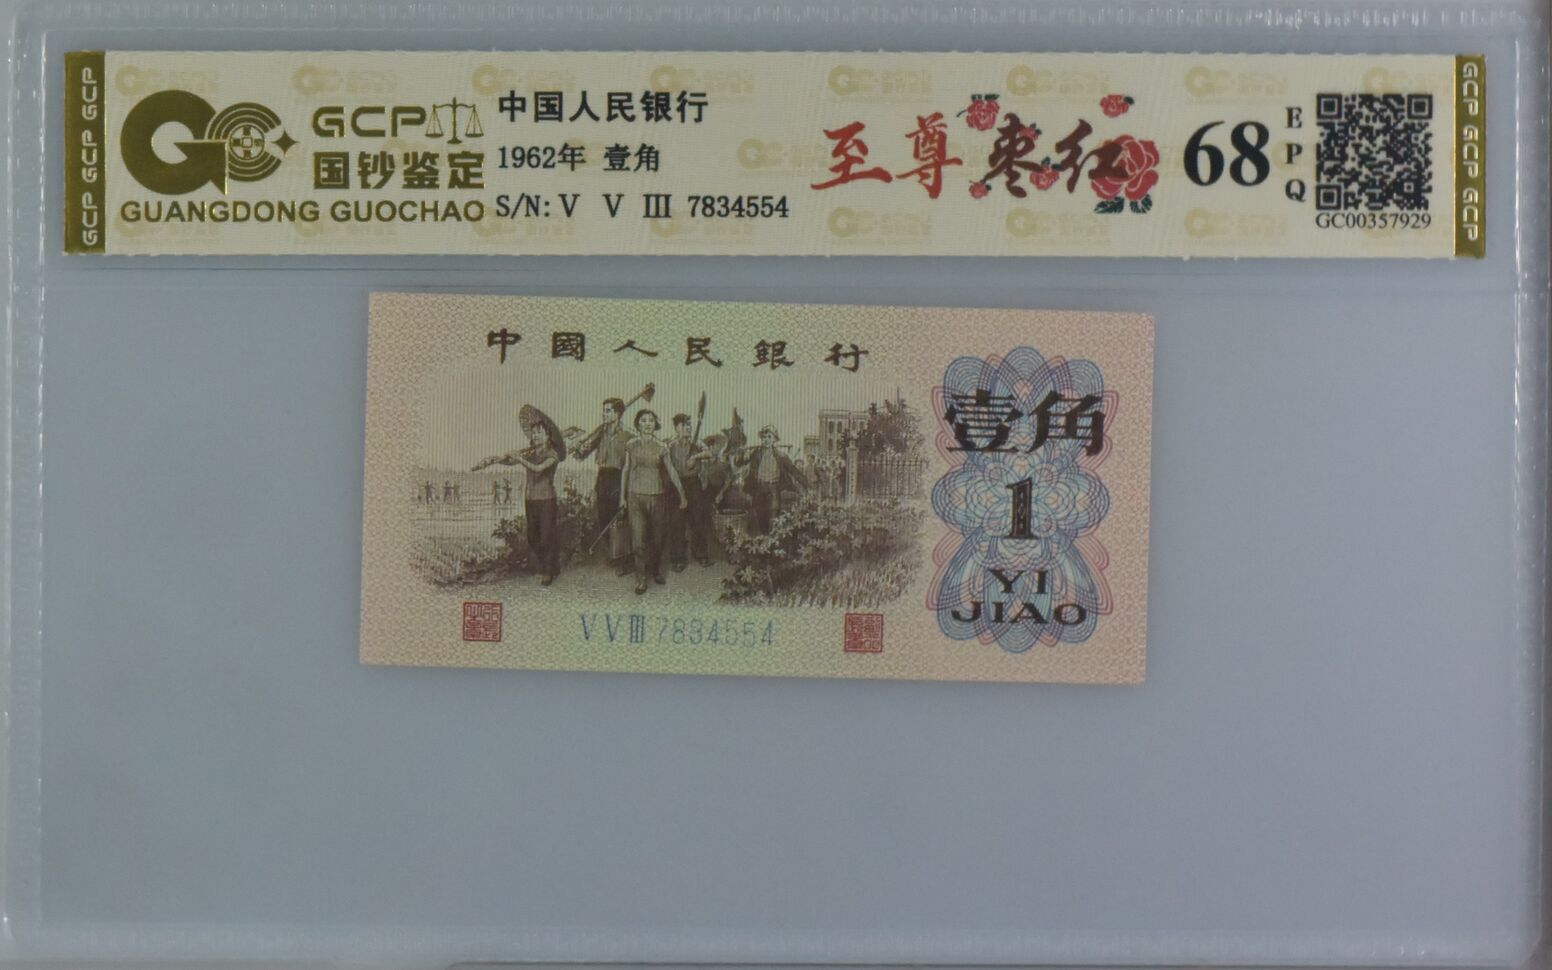 GCP GCP GCP
GCP
国钞鉴定
GUANGDONG GUOCHAO
中国人民银行
1962年 壹角
S/N: V V III 7834554
至尊枣红
68
EPQ
GC00357929
GCP GCP GCP
中國人民銀行
壹角
1
YI
JIAO
V V III 7834554